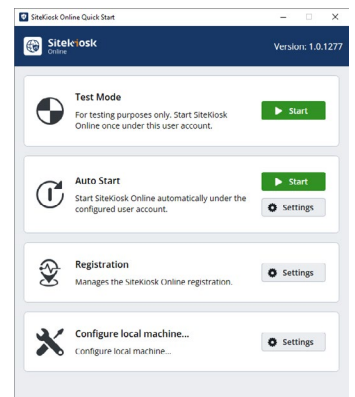 SiteKiosk Online Quick Start
Sitekiosk
Online
Version: 1.0.1277
Test Mode
For testing purposes only. Start SiteKiosk
Online once under this user account.
Start
Auto Start
Start SiteKiosk Online automatically under the
configured user account.
Start
Settings
Registration
Manages the SiteKiosk Online registration.
Settings
Configure local machine...
Configure local machine...
Settings